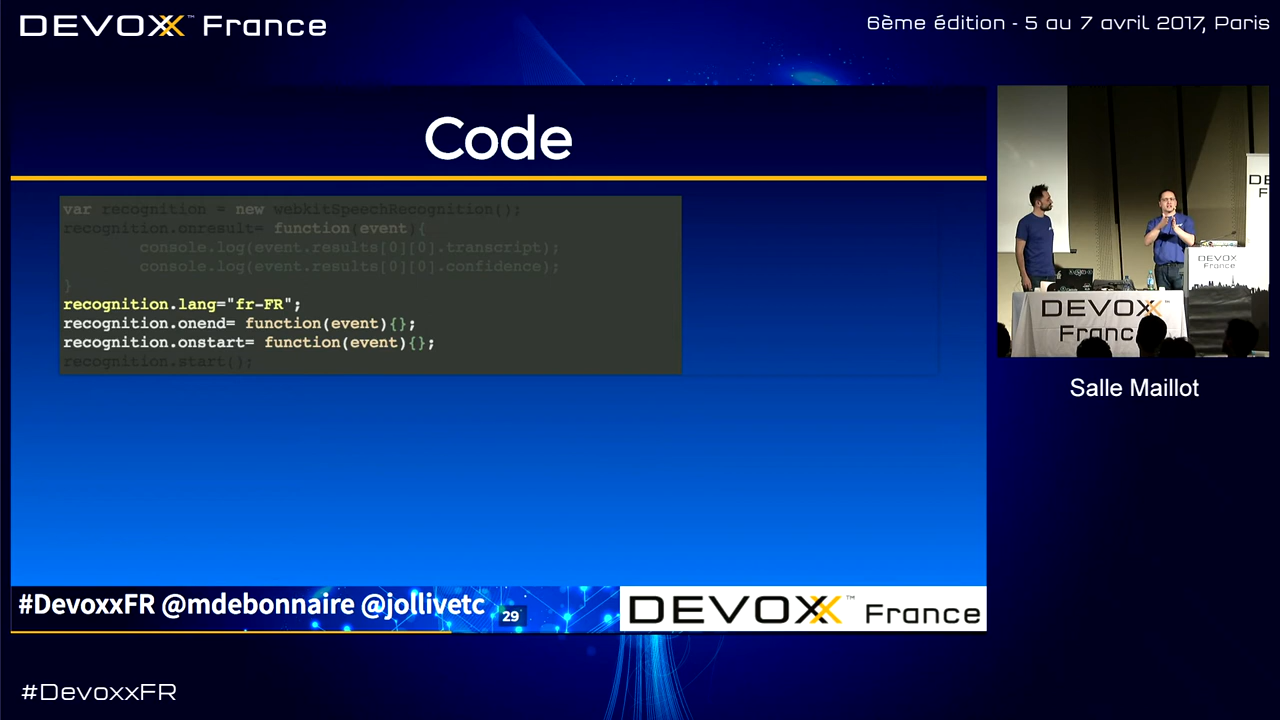 DEVOXX™ France
6ème édition - 5 au 7 avril 2017, Paris
Code
var recognition = new webkitSpeechRecognition();
recognition.onresult= function(event){
console.log(event.results[0][0].transcript);
console.log(event.results[0][0].confidence);
}
recognition.lang="fr-FR";
recognition.onend= function(event){};
recognition.onstart= function(event){};
recognition.start();
DEVOXX
France
DEVOXX
France
Salle Maillot
#DevoxxFR @mdebonnaire @jollivetc
29
DEVOXX™ France
#DevoxxFR